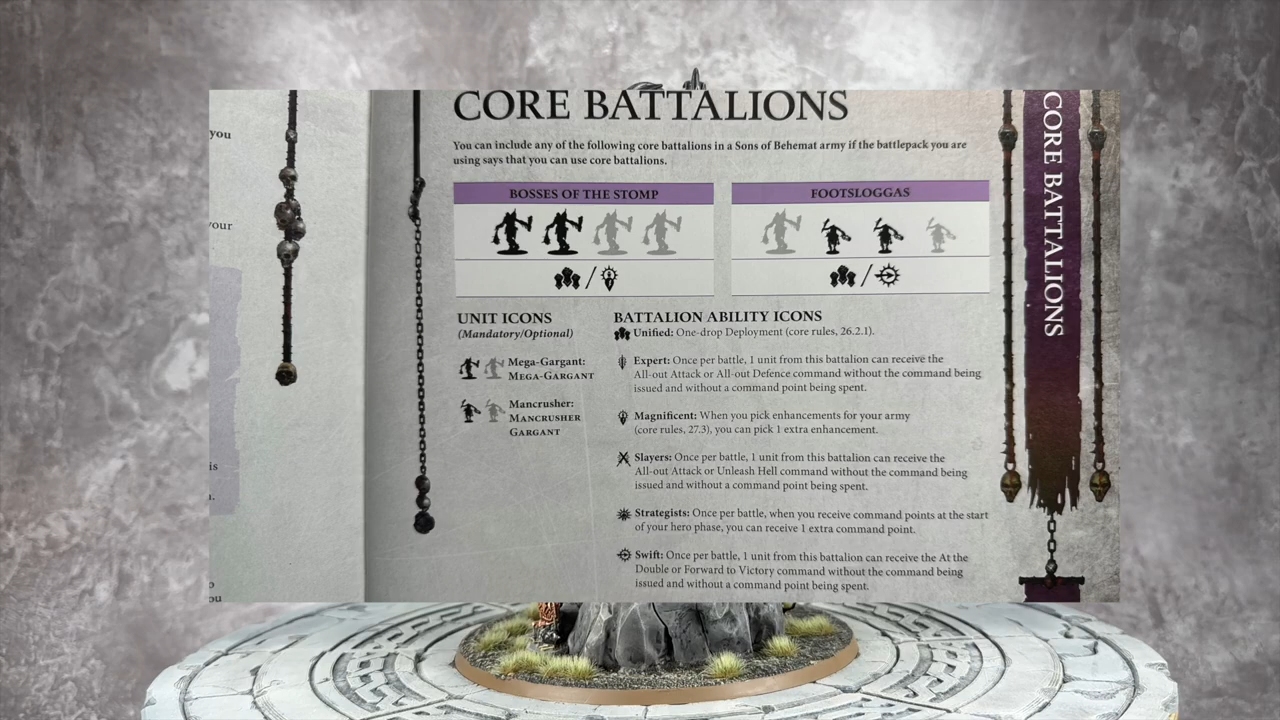 you
your
is
CORE BATTALIONS
You can include any of the following core battalions in a Sons of Behemat army if the battlepack you are
using says that you can use core battalions.
BOSSES OF THE STOMP
FOOTSLOGGAS
/
/
UNIT ICONS
(Mandatory/Optional)
Mega-Gargant:
MEGA-GARGANT
Mancrusher:
MANCRUSHER
GARGANT
BATTALION ABILITY ICONS
Unified: One-drop Deployment (core rules, 26.2.1).
Expert: Once per battle, 1 unit from this battalion can receive the
All-out Attack or All-out Defence command without the command being
issued and without a command point being spent.
Magnificent: When you pick enhancements for your army
(core rules, 27.3), you can pick 1 extra enhancement.
Slayers: Once per battle, 1 unit from this battalion can receive the
All-out Attack or Unleash Hell command without the command being
issued and without a command point being spent.
Strategists: Once per battle, when you receive command points at the start
of your hero phase, you can receive 1 extra command point.
Swift: Once per battle, 1 unit from this battalion can receive the At the
Double or Forward to Victory command without the command being
issued and without a command point being spent.
CORE BATTALIONS